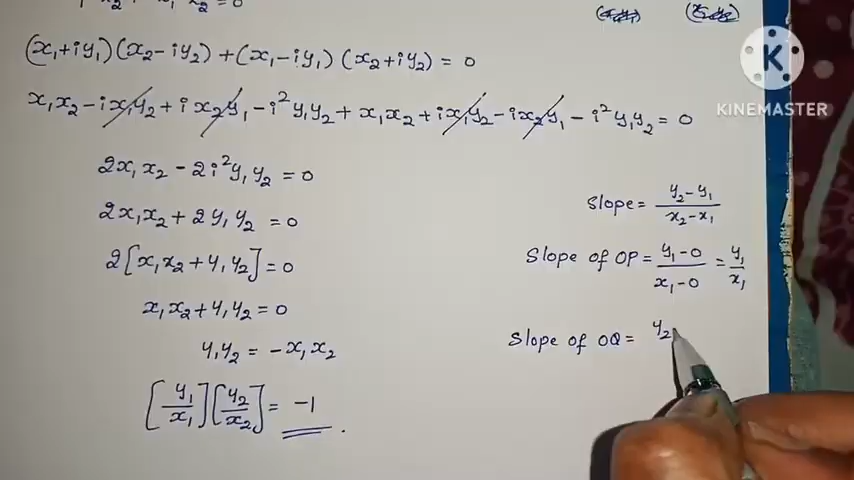 (x₁+iy₁)(x₂-iy₂)+(x₁-iy₁)(x₂+iy₂)=0
x₁x₂-ix₁y₂+ix₂y₁-i²y₁y₂+x₁x₂+ix₁y₂-ix₂y₁-i²y₁y₂=0
2x₁x₂-2i²y₁y₂=0
2x₁x₂+2y₁y₂=0
2[x₁x₂+y₁y₂]=0
x₁x₂+y₁y₂=0
y₁y₂=-x₁x₂
[y₁/x₁][y₂/x₂]=-1.
Slope=(y₂-y₁)/(x₂-x₁)
Slope of OP=(y₁-0)/(x₁-0)=y₁/x₁
Slope of OQ=y₂
KINEMASTER